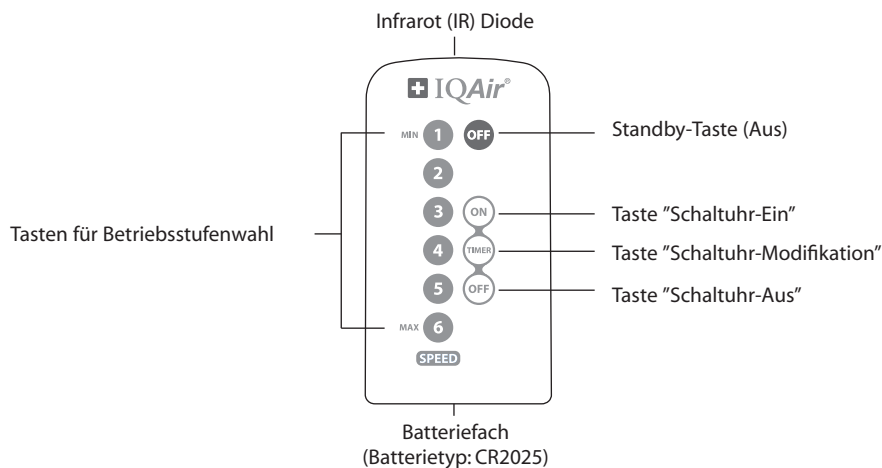 Infrarot (IR) Diode
IQAir®
MIN 1 OFF
Standby-Taste (Aus)
2
3 ON
Taste ”Schaltuhr-Ein”
Tasten für Betriebsstufenwahl
4 TIMER
Taste ”Schaltuhr-Modifikation”
5 OFF
Taste ”Schaltuhr-Aus”
MAX 6
SPEED
Batteriefach
(Batterietyp: CR2025)